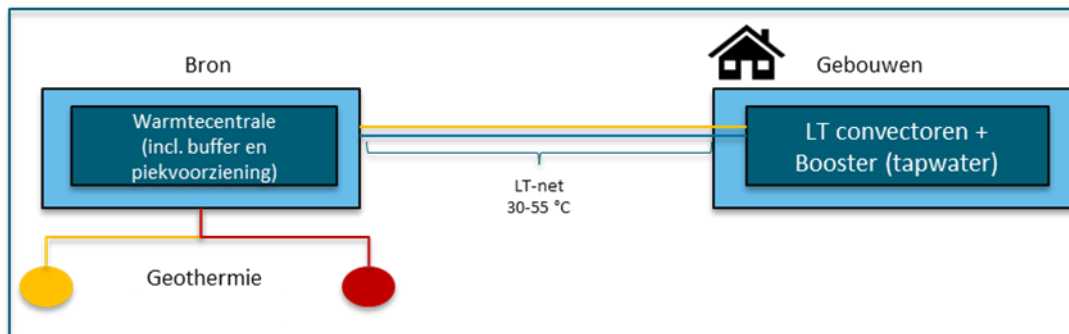 Bron
Gebouwen
Warmtecentrale
(incl. buffer en
piekvoorziening)
LT convectoren +
Booster (tapwater)
LT-net
30-55 °C
Geothermie